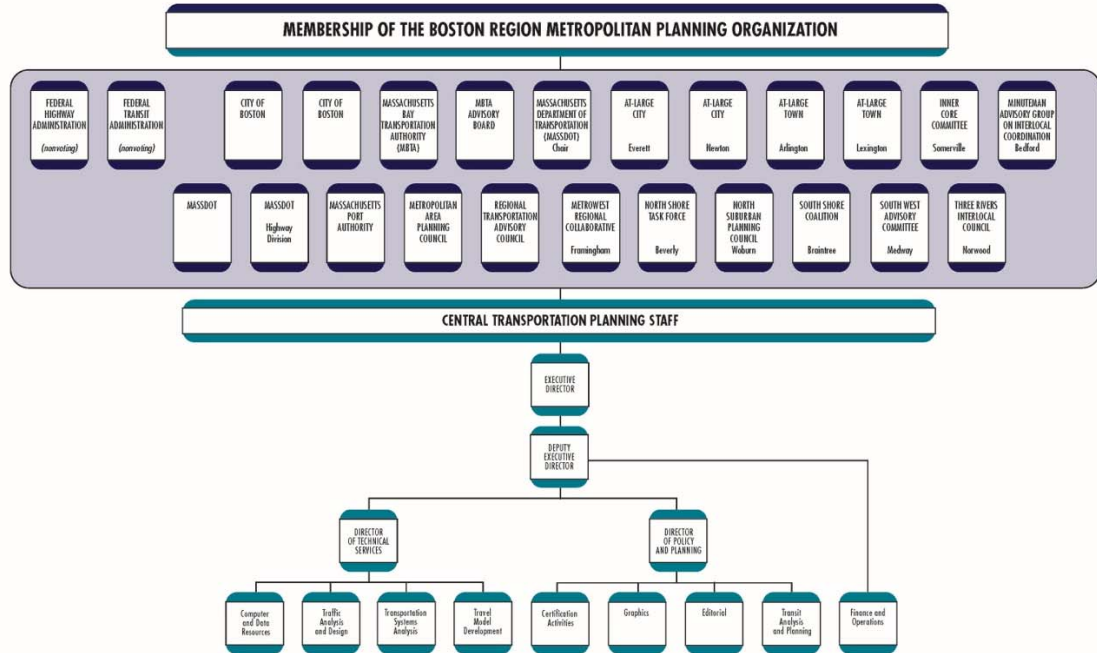 MEMBERSHIP OF THE BOSTON REGION METROPOLITAN PLANNING ORGANIZATION
FEDERAL
HIGHWAY
ADMINISTRATION
(nonvoting)
FEDERAL
TRANSIT
ADMINISTRATION
(nonvoting)
CITY OF
BOSTON
CITY OF
BOSTON
MASSACHUSETTS
BAY
TRANSPORTATION
AUTHORITY
(MBTA)
MBTA
ADVISORY
BOARD
MASSACHUSETTS
DEPARTMENT OF
TRANSPORTATION
(MASSDOT)
Chair
AT-LARGE
CITY
Everett
AT-LARGE
CITY
Newton
AT-LARGE
TOWN
Arlington
AT-LARGE
TOWN
Lexington
INNER
CORE
COMMITTEE
Somerville
MINUTEMAN
ADVISORY GROUP
ON INTERLOCAL
COORDINATION
Bedford
MASSDOT
MASSDOT
Highway
Division
MASSACHUSETTS
PORT
AUTHORITY
METROPOLITAN
AREA
PLANNING
COUNCIL
REGIONAL
TRANSPORTATION
ADVISORY
COUNCIL
METROWEST
REGIONAL
COLLABORATIVE
Framingham
NORTH SHORE
TASK FORCE
Beverly
NORTH
SUBURBAN
PLANNING
COUNCIL
Woburn
SOUTH SHORE
COALITION
Braintree
SOUTH WEST
ADVISORY
COMMITTEE
Medway
THREE RIVERS
INTERLOCAL
COUNCIL
Norwood
CENTRAL TRANSPORTATION PLANNING STAFF
EXECUTIVE
DIRECTOR
DEPUTY
EXECUTIVE
DIRECTOR
DIRECTOR
OF TECHNICAL
SERVICES
DIRECTOR
OF POLICY
AND PLANNING
Computer
and Data
Resources
Traffic
Analysis
and Design
Transportation
Systems
Analysis
Travel
Model
Development
Certification
Activities
Graphics
Editorial
Transit
Analysis
and Planning
Finance and
Operations